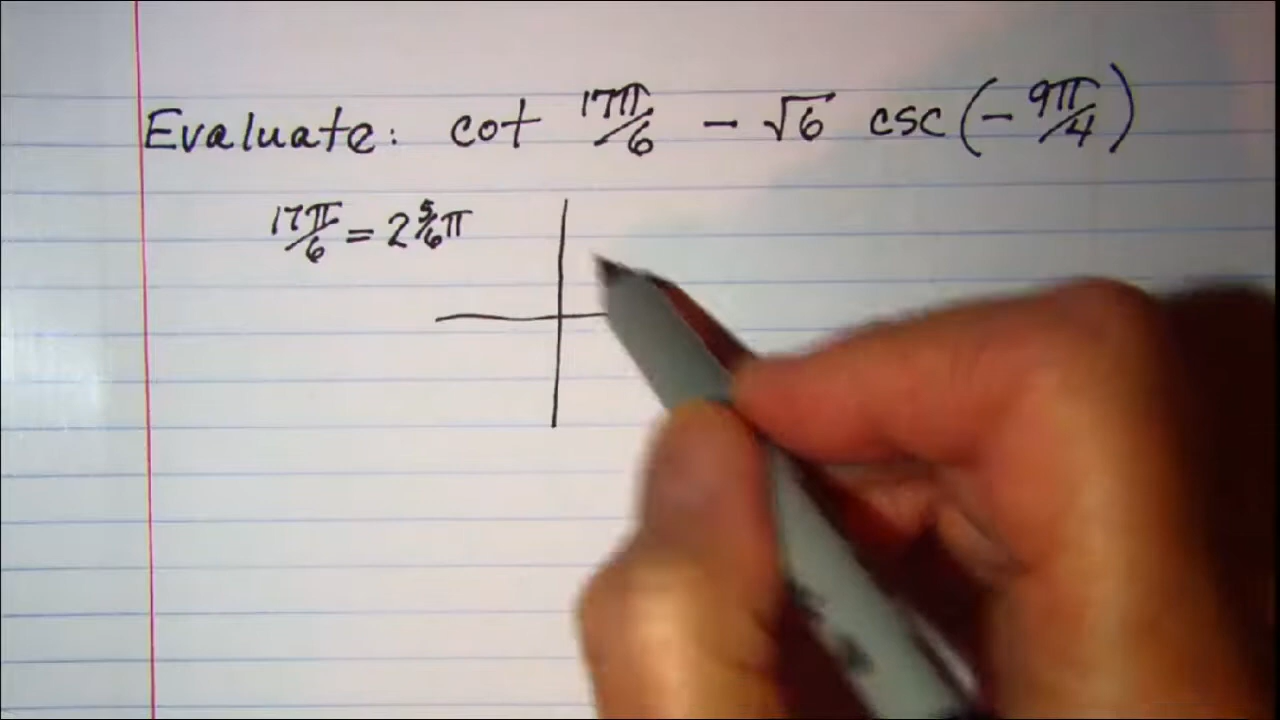 Evaluate: cot 17π/6 - √6 csc(-9π/4)
17π/6 = 2 5/6 π